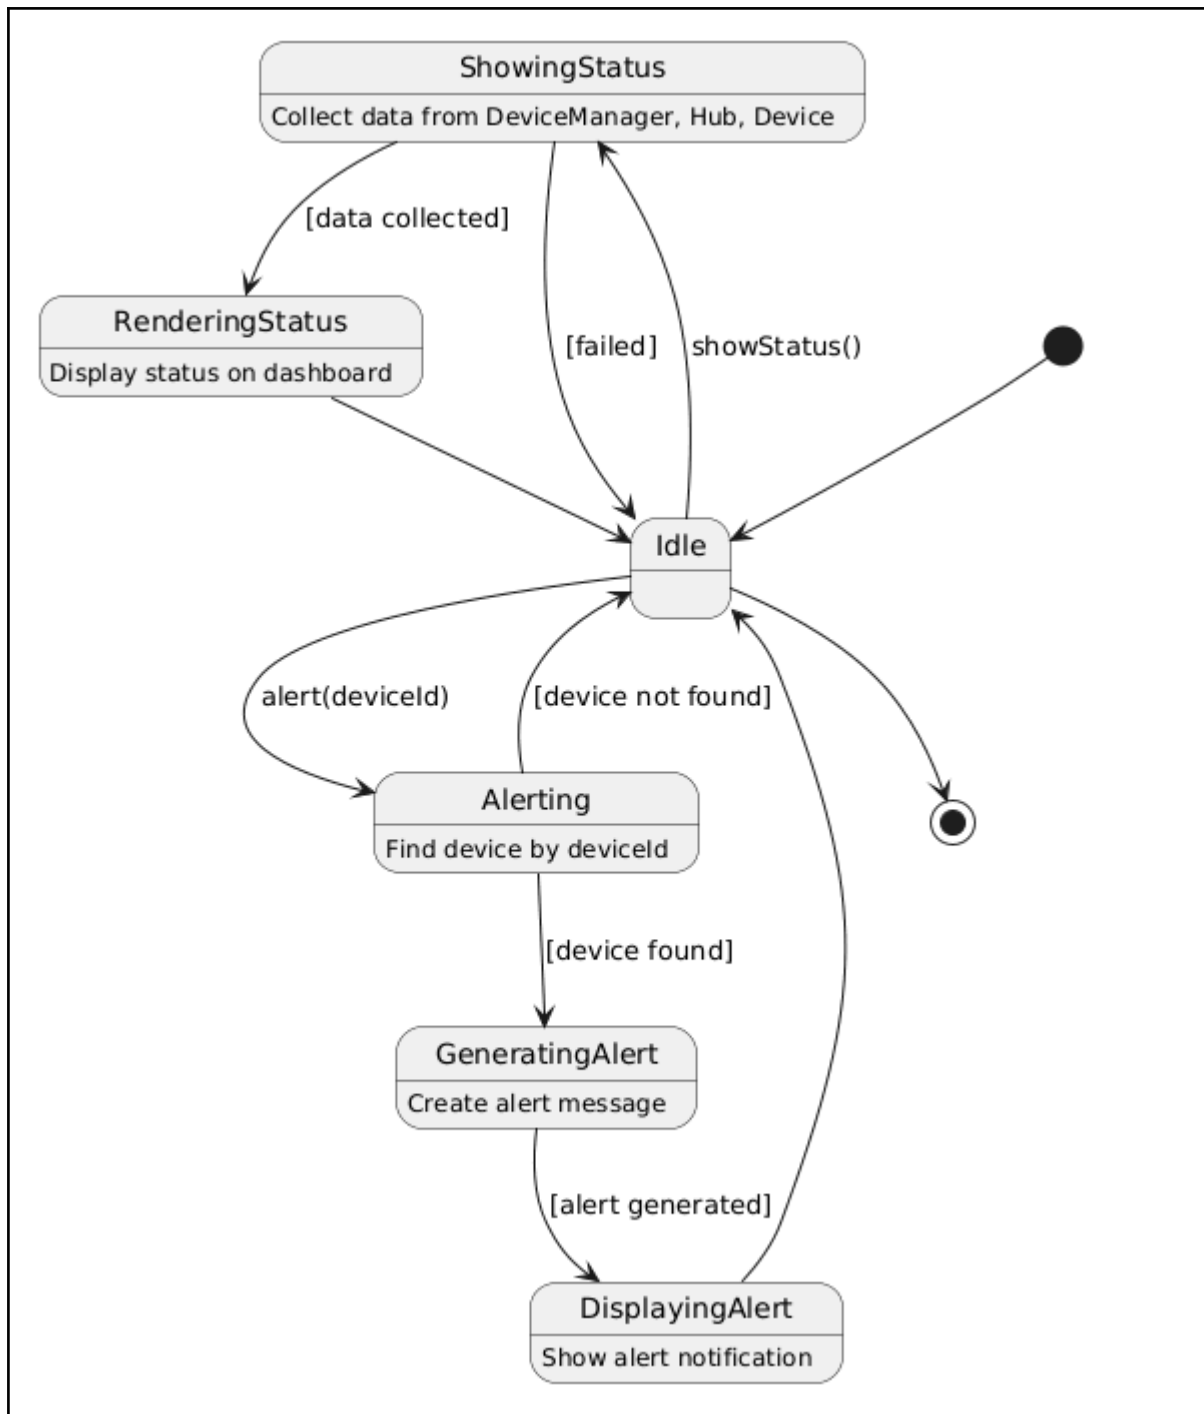 ShowingStatus
Collect data from DeviceManager, Hub, Device
[data collected]
RenderingStatus
Display status on dashboard
[failed]
showStatus()
Idle
alert(deviceId)
[device not found]
Alerting
Find device by deviceId
[device found]
GeneratingAlert
Create alert message
[alert generated]
DisplayingAlert
Show alert notification